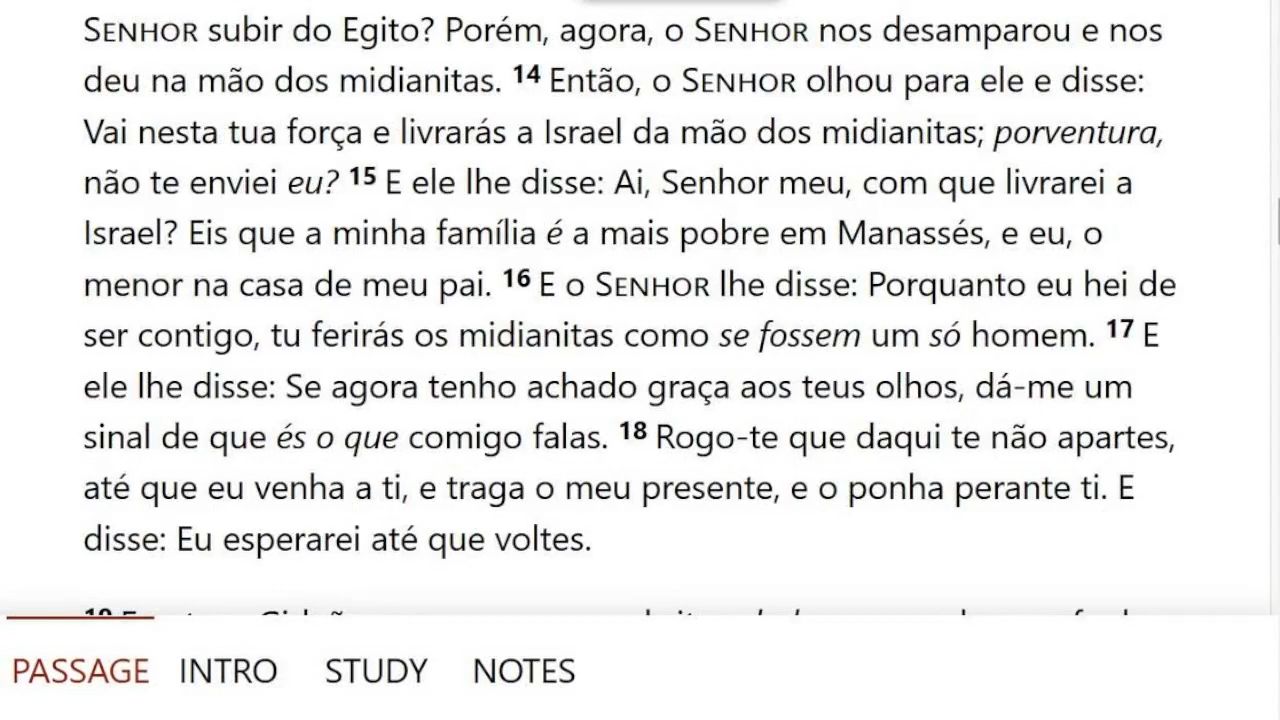 SENHOR subir do Egito? Porém, agora, o SENHOR nos desamparou e nos
deu na mão dos midianitas. 14 Então, o SENHOR olhou para ele e disse:
Vai nesta tua força e livrarás a Israel da mão dos midianitas; porventura,
não te enviei eu? 15 E ele lhe disse: Ai, Senhor meu, com que livrarei a
Israel? Eis que a minha família é a mais pobre em Manassés, e eu, o
menor na casa de meu pai. 16 E o SENHOR lhe disse: Porquanto eu hei de
ser contigo, tu ferirás os midianitas como se fossem um só homem. 17 E
ele lhe disse: Se agora tenho achado graça aos teus olhos, dá-me um
sinal de que és o que comigo falas. 18 Rogo-te que daqui te não apartes,
até que eu venha a ti, e traga o meu presente, e o ponha perante ti. E
disse: Eu esperarei até que voltes.
PASSAGE INTRO STUDY NOTES